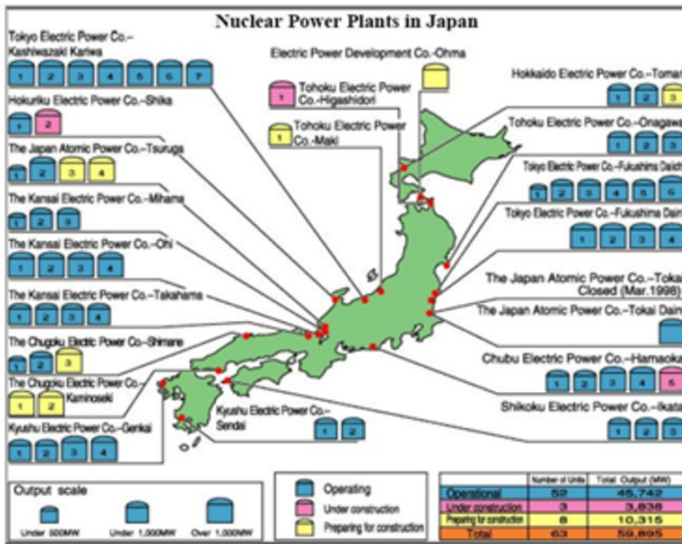 Nuclear Power Plants in Japan
Tokyo Electric Power Co.–
Kashiwazaki Kariwa
1 2 3 4 5 6 7
Hokuriku Electric Power Co.–Shika
1 2
The Japan Atomic Power Co.–Tsuruga
1 2 3 4
The Kansai Electric Power Co.–Mihama
1 2 3
The Kansai Electric Power Co.–Ohi
1 2 3 4
The Kansai Electric Power Co.–Takahama
1 2 3 4
The Chugoku Electric Power Co.–Shimane
1 2 3
The Chugoku Electric Power Co.–
Kaminoseki
1 2
Kyushu Electric Power Co.–Genkai
1 2 3 4
Electric Power Development Co.–Ohma
Tohoku Electric Power
Co.–Higashidori
1
Tohoku Electric Power
Co.–Maki
1
Kyushu Electric Power Co.–
Sendai
1 2
Hokkaido Electric Power Co.–Tomari
1 2 3
Tohoku Electric Power Co.–Onagawa
1 2 3
Tokyo Electric Power Co.–Fukushima Daiichi
1 2 3 4 5 6
Tokyo Electric Power Co.–Fukushima Daini
1 2 3 4
The Japan Atomic Power Co.–Tokai
Closed (Mar.1998)
The Japan Atomic Power Co.–Tokai Daini
Chubu Electric Power Co.–Hamaoka
1 2 3 4 5
Shikoku Electric Power Co.–Ikata
1 2 3
Output scale
Under 500MW Under 1,000MW Over 1,000MW
Operating
Under construction
Preparing for construction
Number of Units Total Output (MW)
Operational 52 45,742
Under construction 3 3,838
Preparing for construction 8 10,315
Total 63 59,895